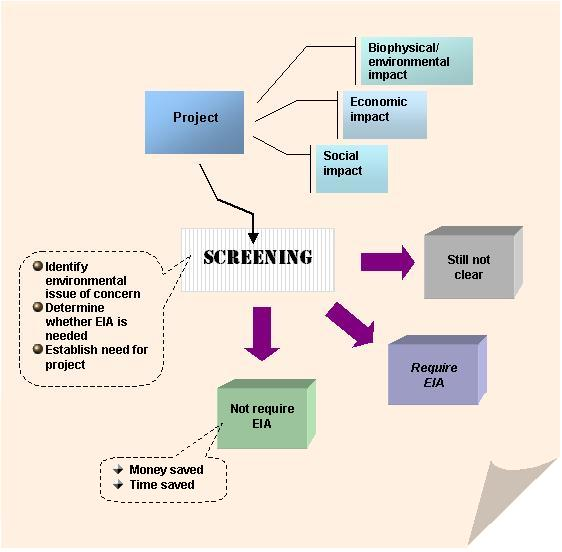 Biophysical/
environmental
impact
Project
Economic
impact
Social
impact
SCREENING
Still not
clear
Identify
environmental
issue of concern
Determine
whether EIA is
needed
Establish need for
project
Require
EIA
Not require
EIA
Money saved
Time saved